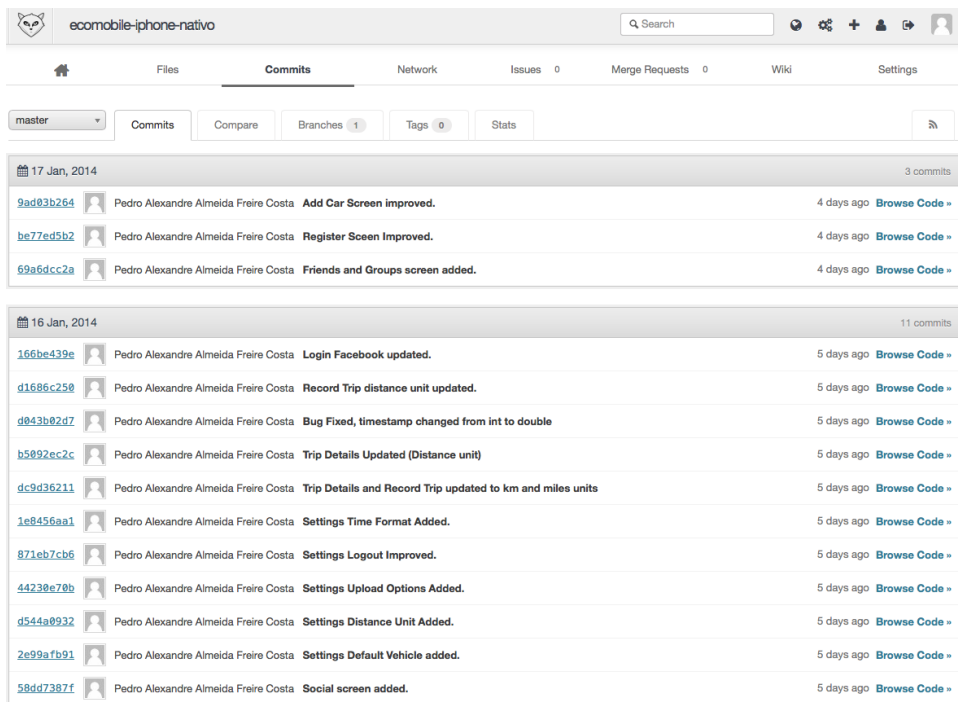 ecomobile-iphone-nativo Search
Files Commits Network Issues 0 Merge Requests 0 Wiki Settings
master Commits Compare Branches 1 Tags 0 Stats
17 Jan, 2014 3 commits
9ad03b264 Pedro Alexandre Almeida Freire Costa Add Car Screen improved. 4 days ago Browse Code »
be77ed5b2 Pedro Alexandre Almeida Freire Costa Register Sceen Improved. 4 days ago Browse Code »
69a6dcc2a Pedro Alexandre Almeida Freire Costa Friends and Groups screen added. 4 days ago Browse Code »
16 Jan, 2014 11 commits
166be439e Pedro Alexandre Almeida Freire Costa Login Facebook updated. 5 days ago Browse Code »
d1686c250 Pedro Alexandre Almeida Freire Costa Record Trip distance unit updated. 5 days ago Browse Code »
d043b02d7 Pedro Alexandre Almeida Freire Costa Bug Fixed, timestamp changed from int to double 5 days ago Browse Code »
b5092ec2c Pedro Alexandre Almeida Freire Costa Trip Details Updated (Distance unit) 5 days ago Browse Code »
dc9d36211 Pedro Alexandre Almeida Freire Costa Trip Details and Record Trip updated to km and miles units 5 days ago Browse Code »
1e8456aa1 Pedro Alexandre Almeida Freire Costa Settings Time Format Added. 5 days ago Browse Code »
871eb7cb6 Pedro Alexandre Almeida Freire Costa Settings Logout Improved. 5 days ago Browse Code »
44230e70b Pedro Alexandre Almeida Freire Costa Settings Upload Options Added. 5 days ago Browse Code »
d544a0932 Pedro Alexandre Almeida Freire Costa Settings Distance Unit Added. 5 days ago Browse Code »
2e99afb91 Pedro Alexandre Almeida Freire Costa Settings Default Vehicle added. 5 days ago Browse Code »
58dd7387f Pedro Alexandre Almeida Freire Costa Social screen added. 5 days ago Browse Code »